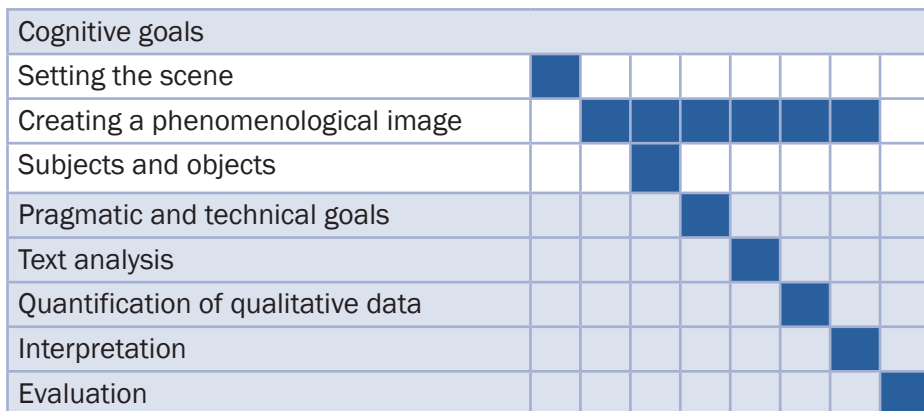 Cognitive goals
Setting the scene
Creating a phenomenological image
Subjects and objects
Pragmatic and technical goals
Text analysis
Quantification of qualitative data
Interpretation
Evaluation